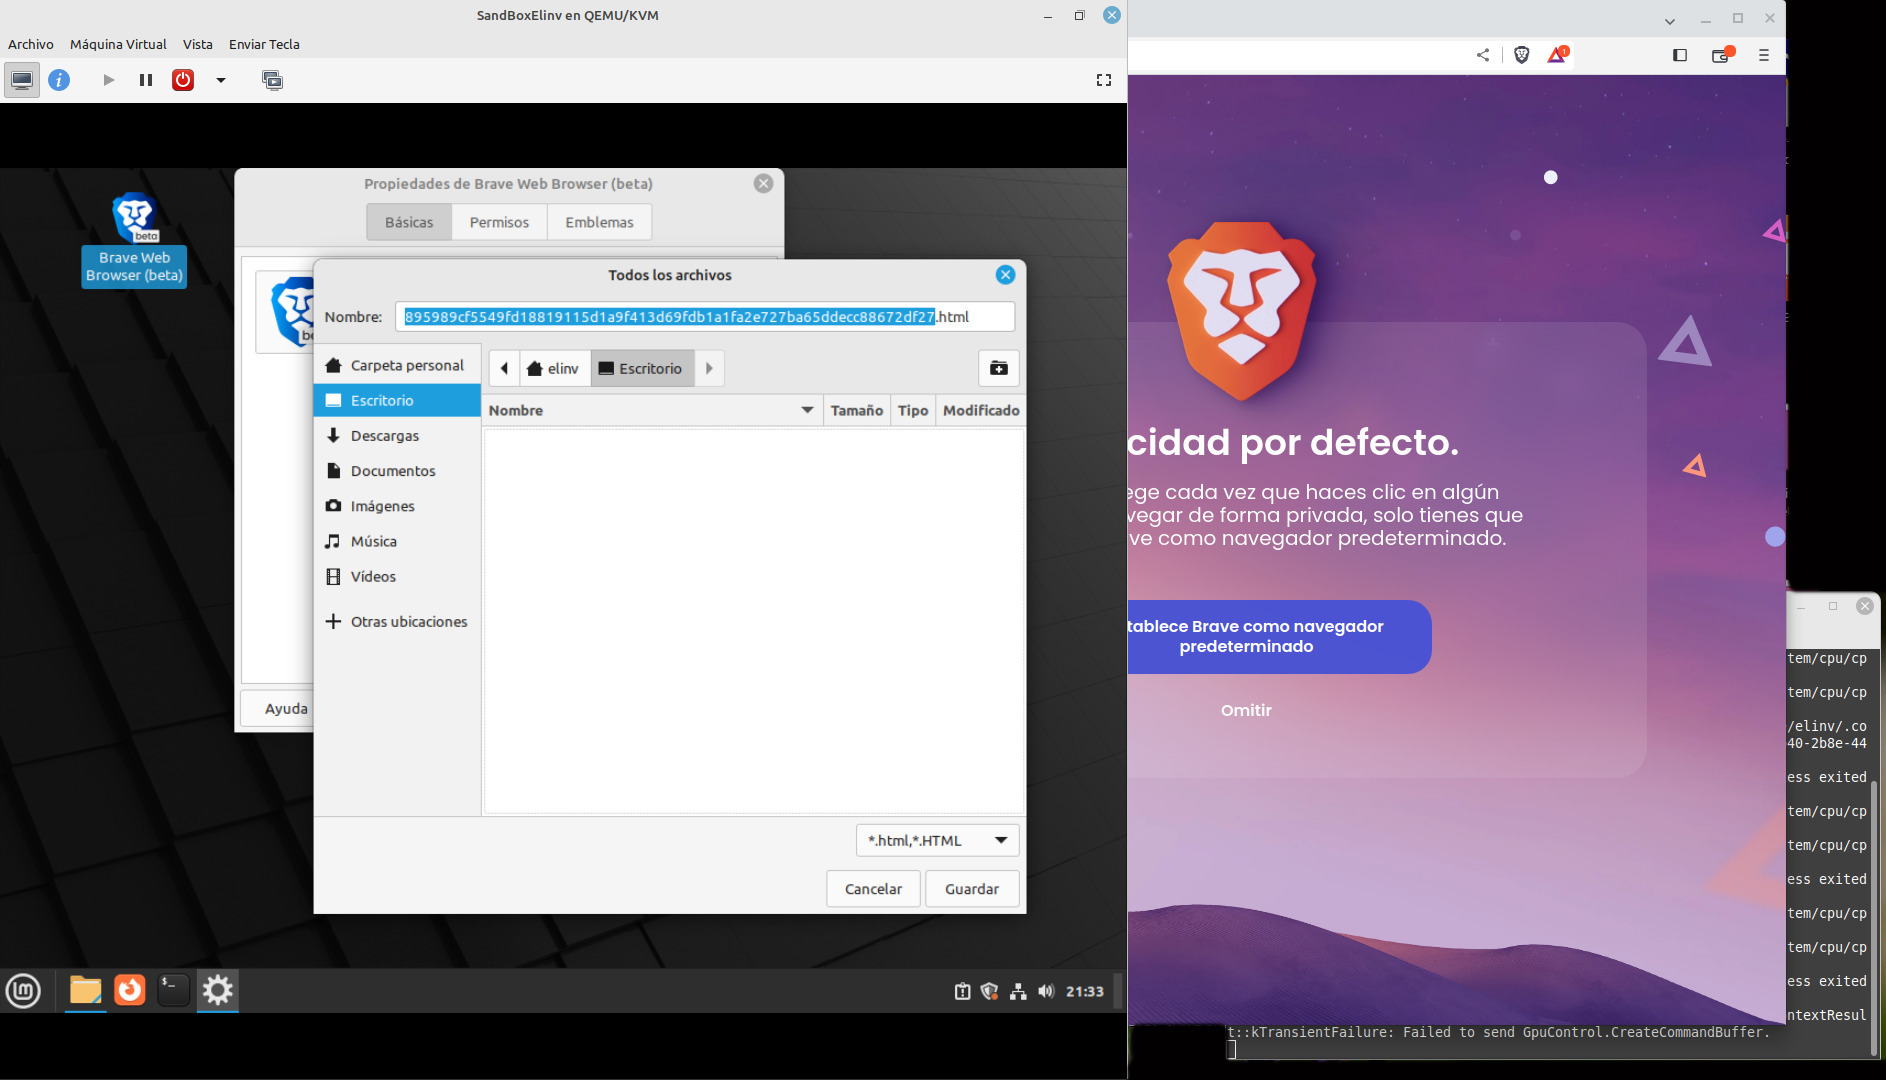 SandBoxElinv en QEMU/KVM
Archivo Máquina Virtual Vista Enviar Tecla
Brave Web
Browser (beta)
beta
Propiedades de Brave Web Browser (beta)
Básicas Permisos Emblemas
Ayuda
Todos los archivos
Nombre: 895989cf5549fd18819115d1a9f413d69fdb1a1fa2e727ba65ddecc88672df27.html
Carpeta personal
Escritorio
Descargas
Documentos
Imágenes
Música
Vídeos
Otras ubicaciones
elinv Escritorio
Nombre Tamaño Tipo Modificado
*.html,*.HTML
Cancelar Guardar
21:33
1
cidad por defecto.
ege cada vez que haces clic en algún
vegar de forma privada, solo tienes que
ve como navegador predeterminado.
tablece Brave como navegador
predeterminado
Omitir
tem/cpu/cp
tem/cpu/cp
/elinv/.co
40-2b8e-44
ess exited
tem/cpu/cp
tem/cpu/cp
ess exited
tem/cpu/cp
tem/cpu/cp
ess exited
ntextResul
t::kTransientFailure: Failed to send GpuControl.CreateCommandBuffer.